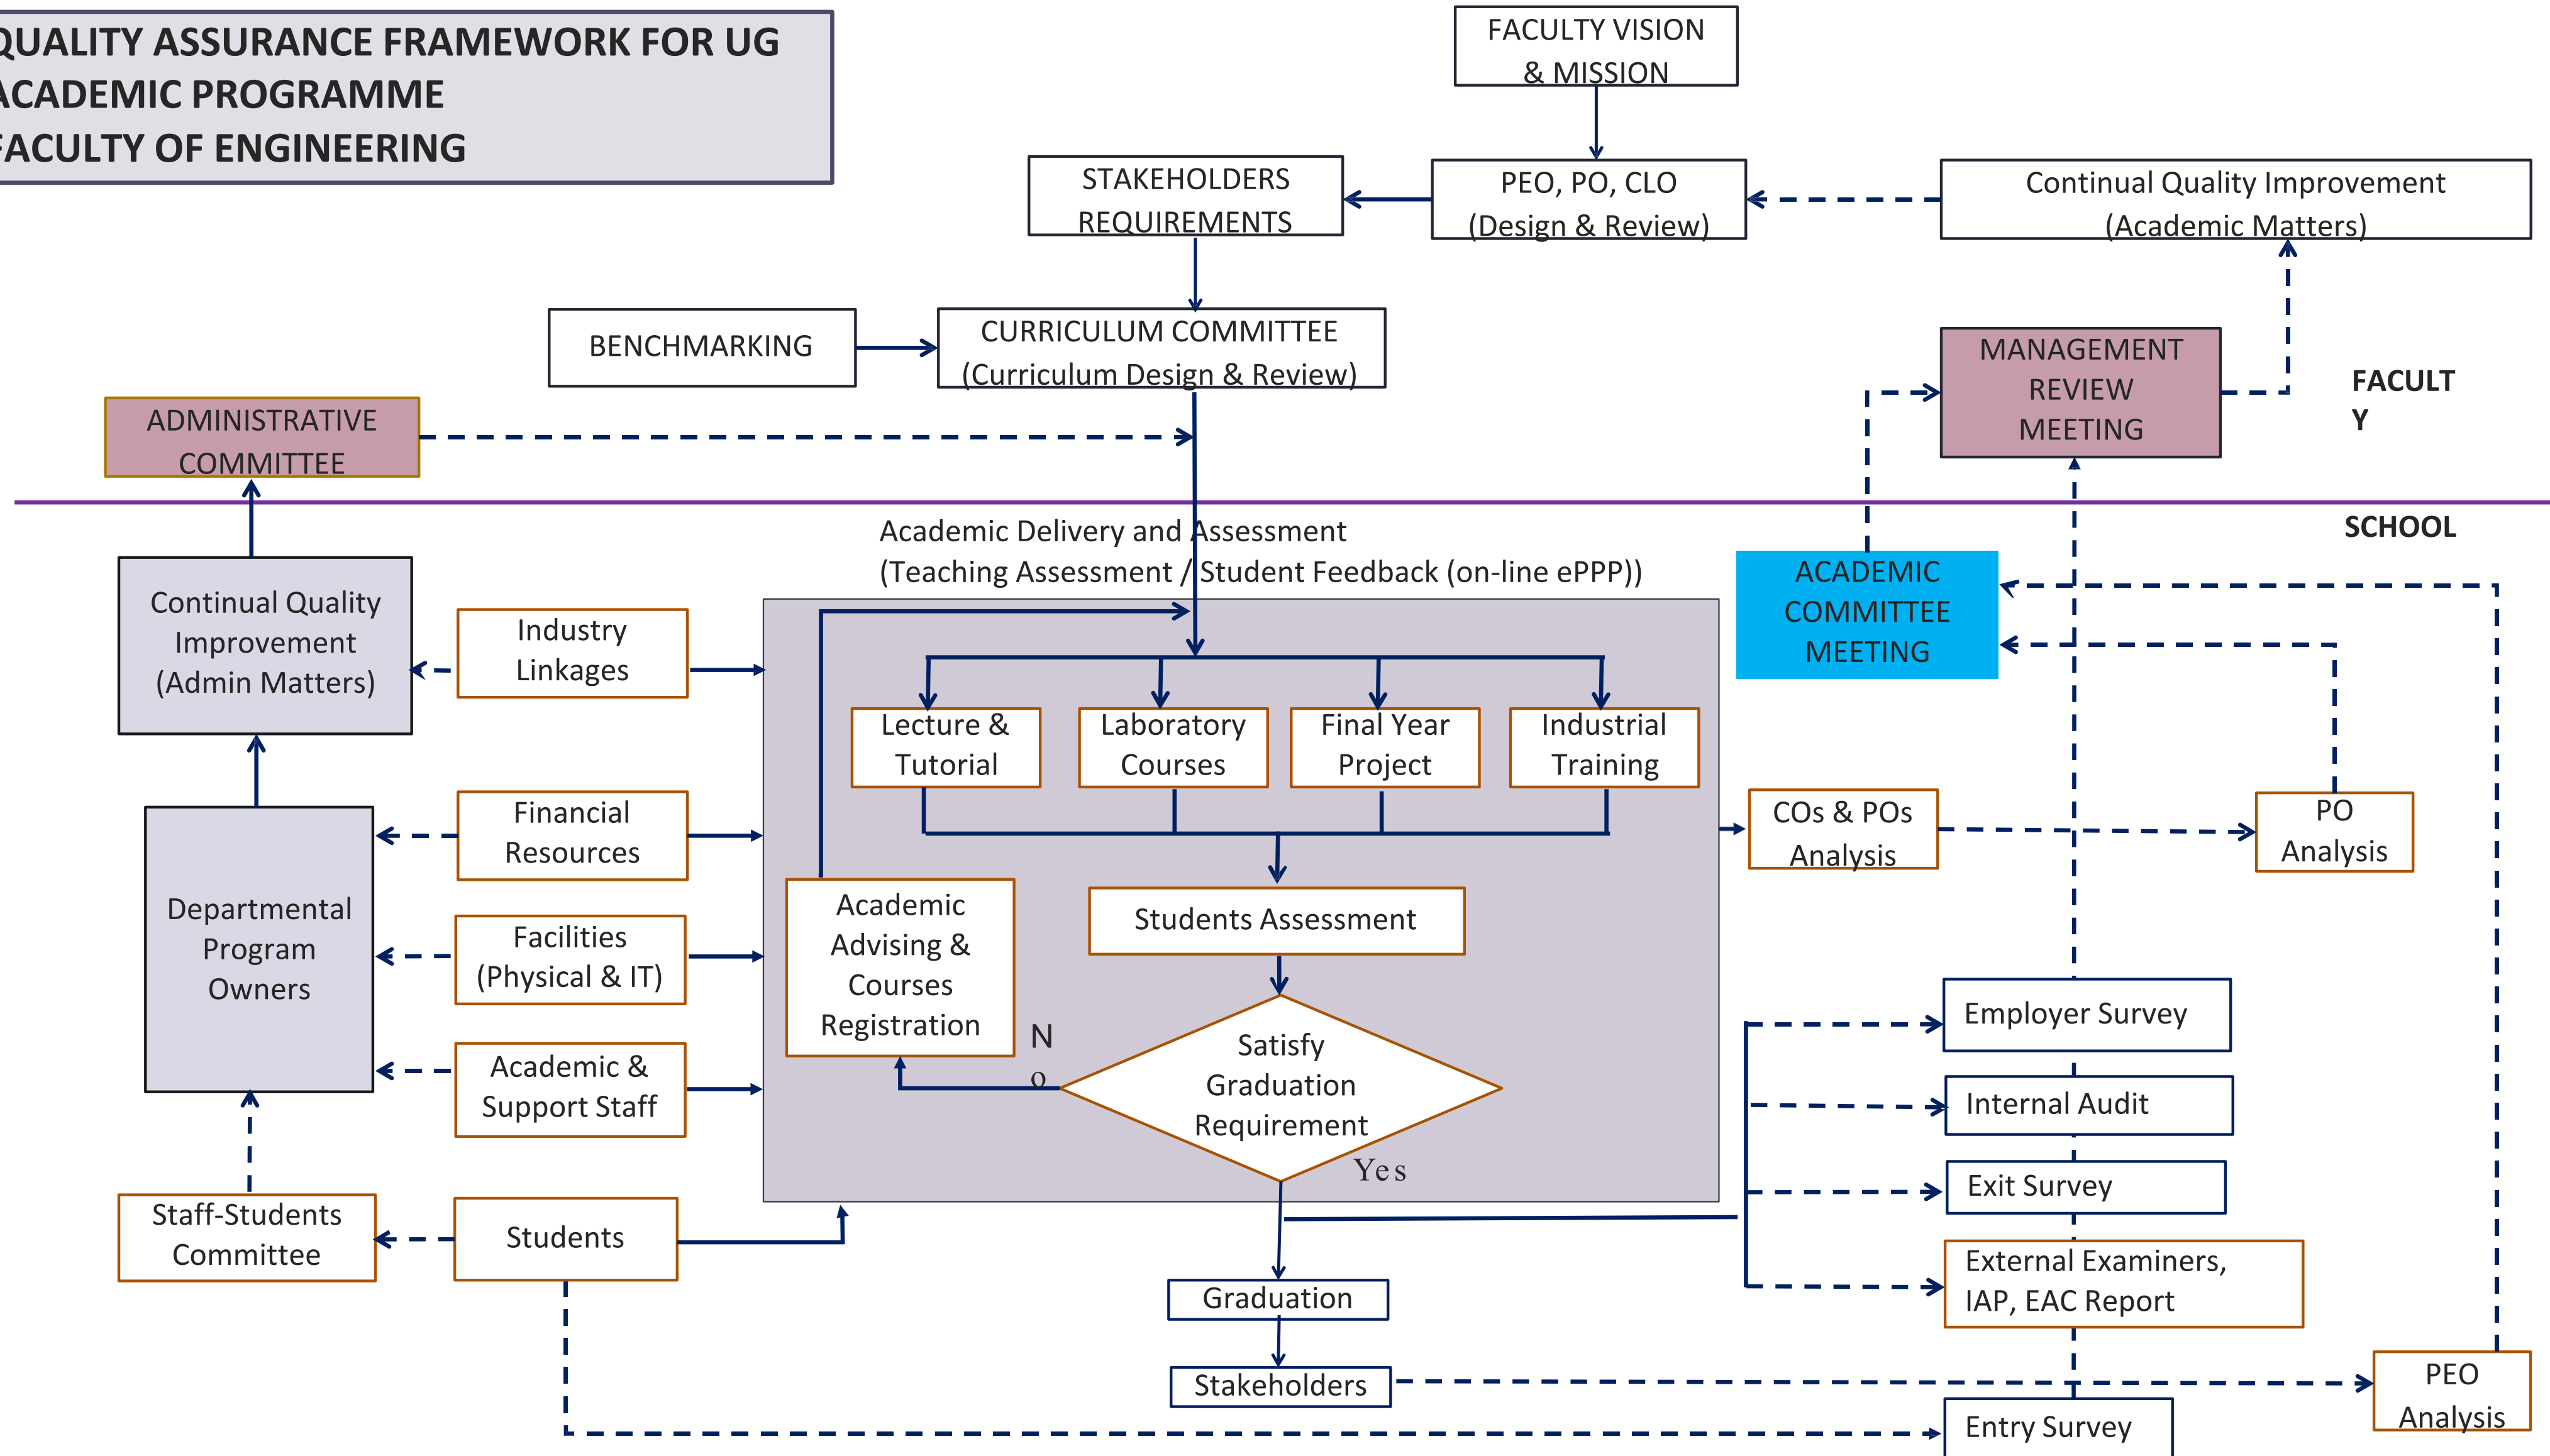 QUALITY ASSURANCE FRAMEWORK FOR UG
ACADEMIC PROGRAMME
FACULTY OF ENGINEERING
FACULTY VISION
& MISSION
STAKEHOLDERS
REQUIREMENTS
PEO, PO, CLO
(Design & Review)
Continual Quality Improvement
(Academic Matters)
BENCHMARKING
CURRICULUM COMMITTEE
(Curriculum Design & Review)
MANAGEMENT
REVIEW
MEETING
FACULT
Y
ADMINISTRATIVE
COMMITTEE
SCHOOL
Academic Delivery and Assessment
(Teaching Assessment / Student Feedback (on-line ePPP))
ACADEMIC
COMMITTEE
MEETING
Continual Quality
Improvement
(Admin Matters)
Industry
Linkages
Lecture &
Tutorial
Laboratory
Courses
Final Year
Project
Industrial
Training
Financial
Resources
COs & POs
Analysis
PO
Analysis
Departmental
Program
Owners
Facilities
(Physical & IT)
Academic
Advising &
Courses
Registration
Students Assessment
Academic &
Support Staff
N
o
Satisfy
Graduation
Requirement
Yes
Employer Survey
Internal Audit
Exit Survey
External Examiners,
IAP, EAC Report
Staff-Students
Committee
Students
Graduation
Stakeholders
PEO
Analysis
Entry Survey